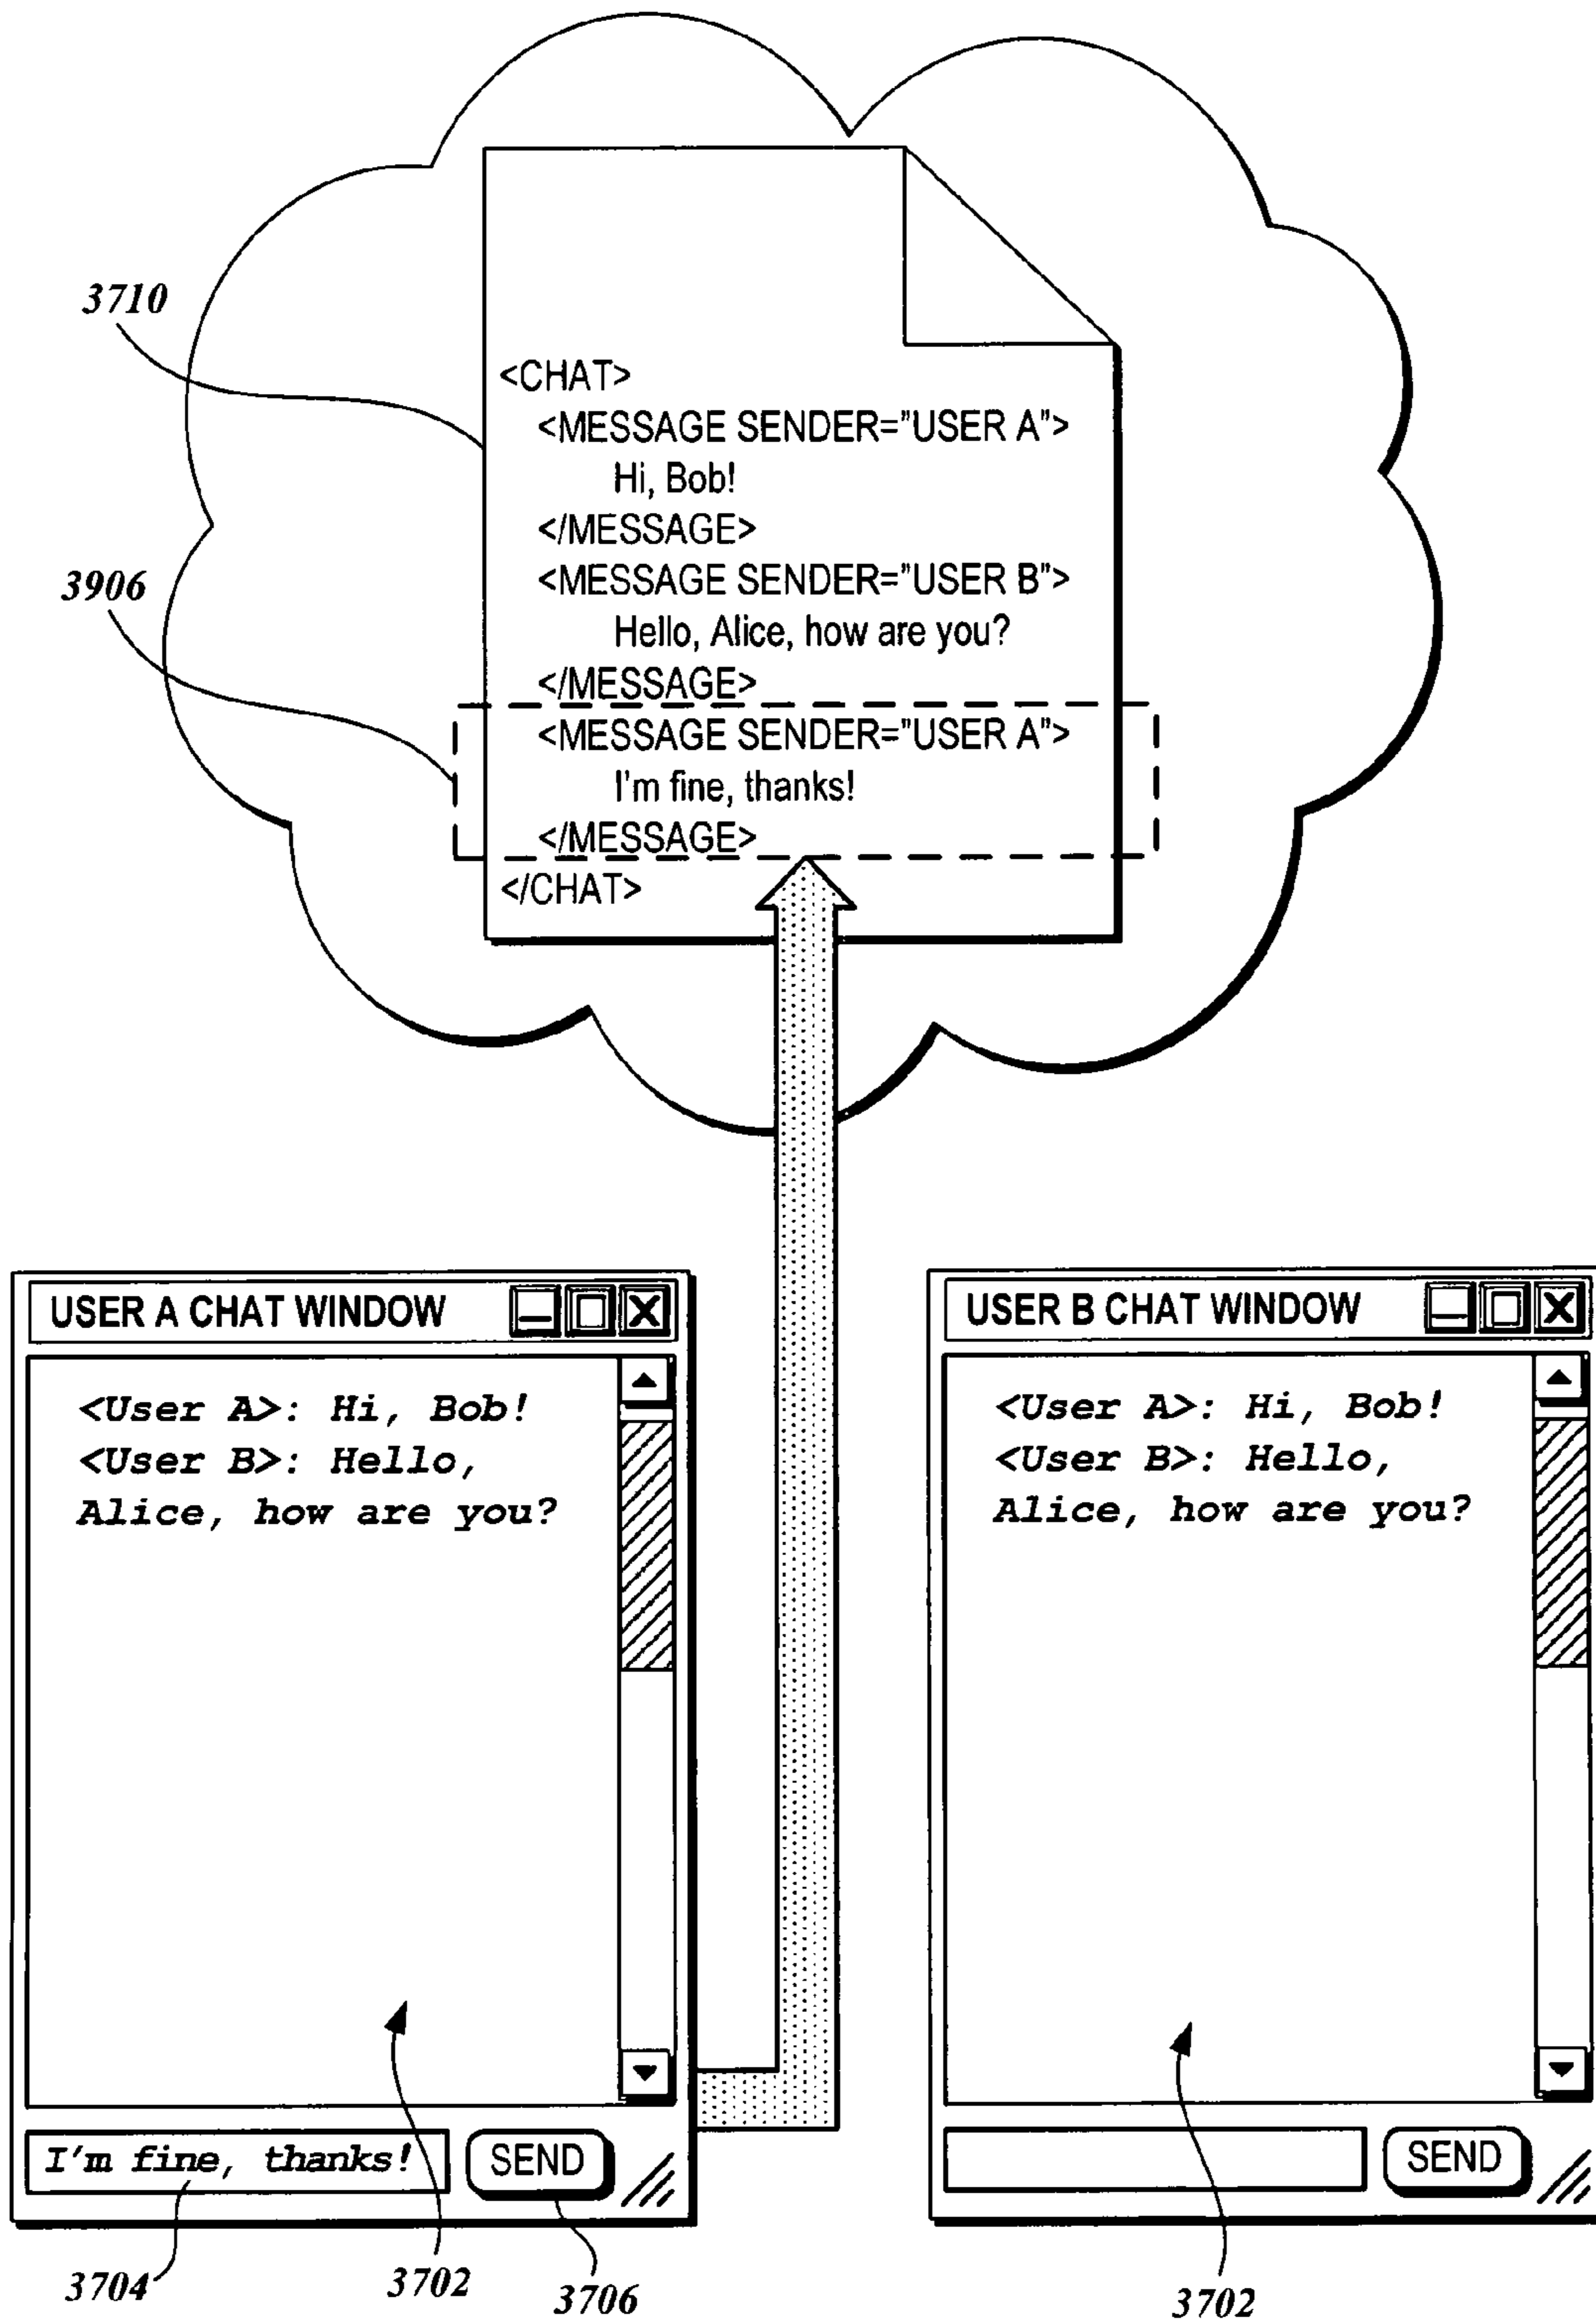 3710
<CHAT>
<MESSAGE SENDER="USER A">
Hi, Bob!
</MESSAGE>
<MESSAGE SENDER="USER B">
Hello, Alice, how are you?
</MESSAGE>
3906
<MESSAGE SENDER="USER A">
I'm fine, thanks!
</MESSAGE>
</CHAT>
USER A CHAT WINDOW
<User A>: Hi, Bob!
<User B>: Hello,
Alice, how are you?
I'm fine, thanks!
SEND
3704
3702
3706
USER B CHAT WINDOW
<User A>: Hi, Bob!
<User B>: Hello,
Alice, how are you?
SEND
3702